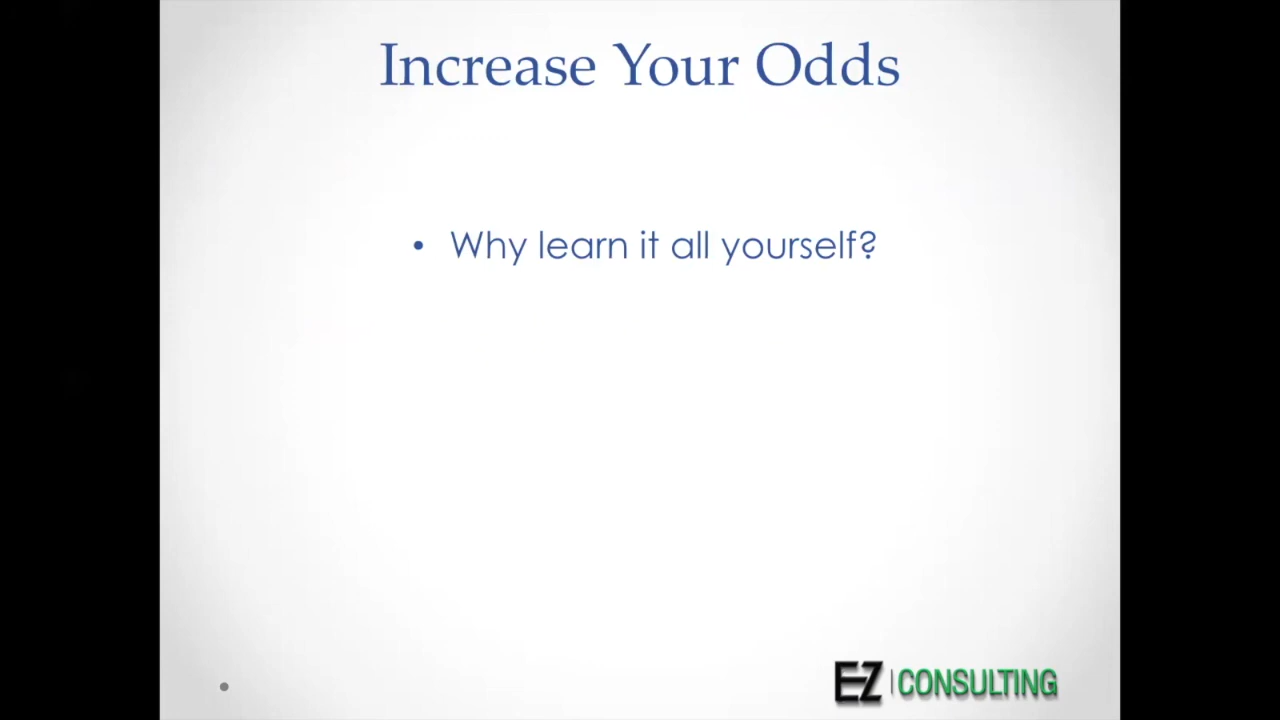 Increase Your Odds
• Why learn it all yourself?
EZ | CONSULTING